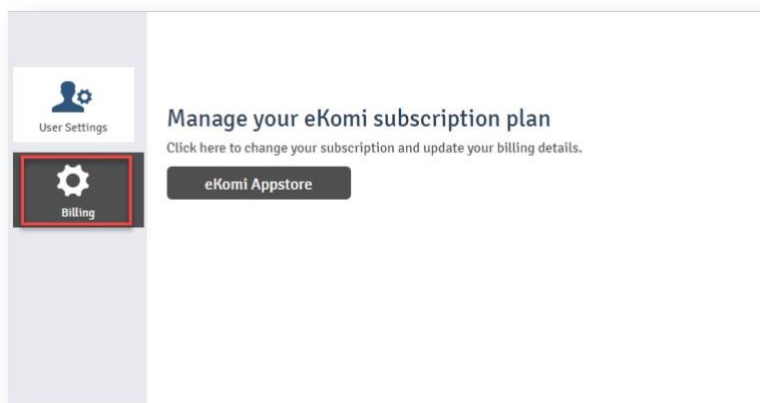 User Settings
Billing
Manage your eKomi subscription plan
Click here to change your subscription and update your billing details.
eKomi Appstore